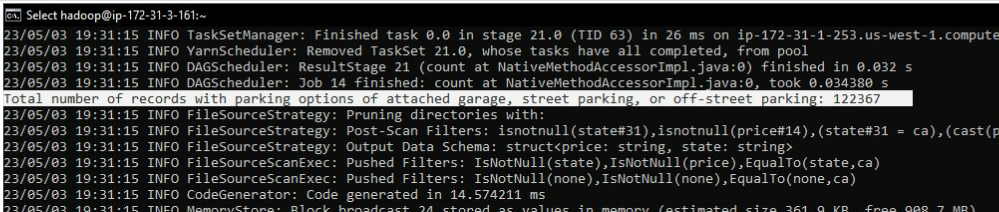 Select hadoop@ip-172-31-3-161:~
23/05/03 19:31:15 INFO TaskSetManager: Finished task 0.0 in stage 21.0 (TID 63) in 26 ms on ip-172-31-1-253.us-west-1.compute
23/05/03 19:31:15 INFO YarnScheduler: Removed TaskSet 21.0, whose tasks have all completed, from pool
23/05/03 19:31:15 INFO DAGScheduler: ResultStage 21 (count at NativeMethodAccessorImpl.java:0) finished in 0.032 s
23/05/03 19:31:15 INFO DAGScheduler: Job 14 finished: count at NativeMethodAccessorImpl.java:0, took 0.034380 s
Total number of records with parking options of attached garage, street parking, or off-street parking: 122367
23/05/03 19:31:15 INFO FileSourceStrategy: Pruning directories with:
23/05/03 19:31:15 INFO FileSourceStrategy: Post-Scan Filters: isnotnull(state#31),isnotnull(price#14),(state#31 = ca),(cast(p
23/05/03 19:31:15 INFO FileSourceStrategy: Output Data Schema: struct<price: string, state: string>
23/05/03 19:31:15 INFO FileSourceScanExec: Pushed Filters: IsNotNull(state),IsNotNull(price),EqualTo(state,ca)
23/05/03 19:31:15 INFO FileSourceScanExec: Pushed Filters: IsNotNull(none),IsNotNull(none),EqualTo(none,ca)
23/05/03 19:31:15 INFO CodeGenerator: Code generated in 14.574211 ms
23/05/03 19:31:15 INFO MemoryStore: Block broadcast 24 stored as values in memory (estimated size 361.9 KB, free 908.7 MB)